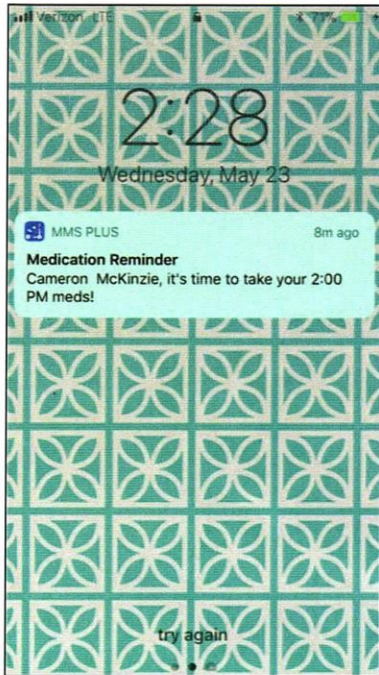 Verizon LTE 71%
2:28
Wednesday, May 23
MMS PLUS 8m ago
Medication Reminder
Cameron McKinzie, it's time to take your 2:00
PM meds!
try again